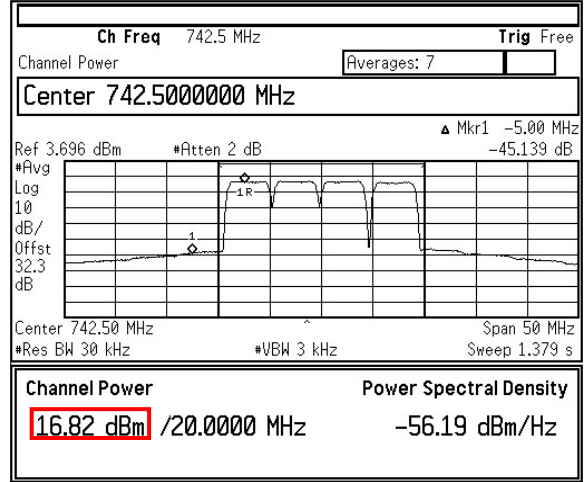 Ch Freq 742.5 MHz Trig Free
Channel Power Averages: 7
Center 742.5000000 MHz
Δ Mkr1 -5.00 MHz
Ref 3.696 dBm #Atten 2 dB -45.139 dB
#Avg
Log
10
dB/
Offst
32.3
dB
1R
1
Center 742.50 MHz Span 50 MHz
#Res BW 30 kHz #VBW 3 kHz Sweep 1.379 s
Channel Power Power Spectral Density
16.82 dBm /20.0000 MHz -56.19 dBm/Hz